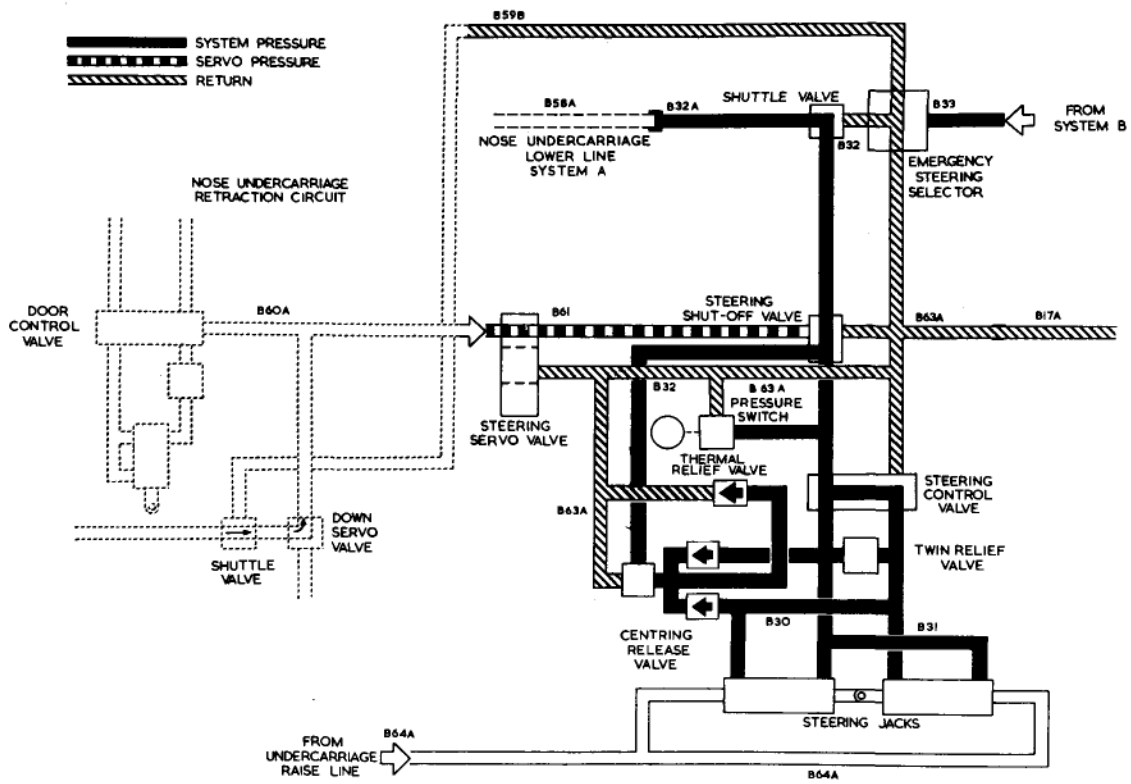 B59B
SYSTEM PRESSURE
SERVO PRESSURE
RETURN
B58A
B32A
SHUTTLE VALVE
B33
FROM
SYSTEM B
B32
NOSE UNDERCARRIAGE
LOWER LINE
SYSTEM A
EMERGENCY
STEERING
SELECTOR
NOSE UNDERCARRIAGE
RETRACTION CIRCUIT
DOOR
CONTROL
VALVE
B60A
B61
STEERING
SHUT-OFF VALVE
B63A
B17A
B32
B63A
PRESSURE
SWITCH
STEERING
SERVO VALVE
THERMAL
RELIEF VALVE
STEERING
CONTROL
VALVE
B63A
DOWN
SERVO
VALVE
SHUTTLE
VALVE
TWIN RELIEF
VALVE
CENTRING
RELEASE
VALVE
B30
B31
STEERING JACKS
FROM
UNDERCARRIAGE
RAISE LINE
B64A
B64A